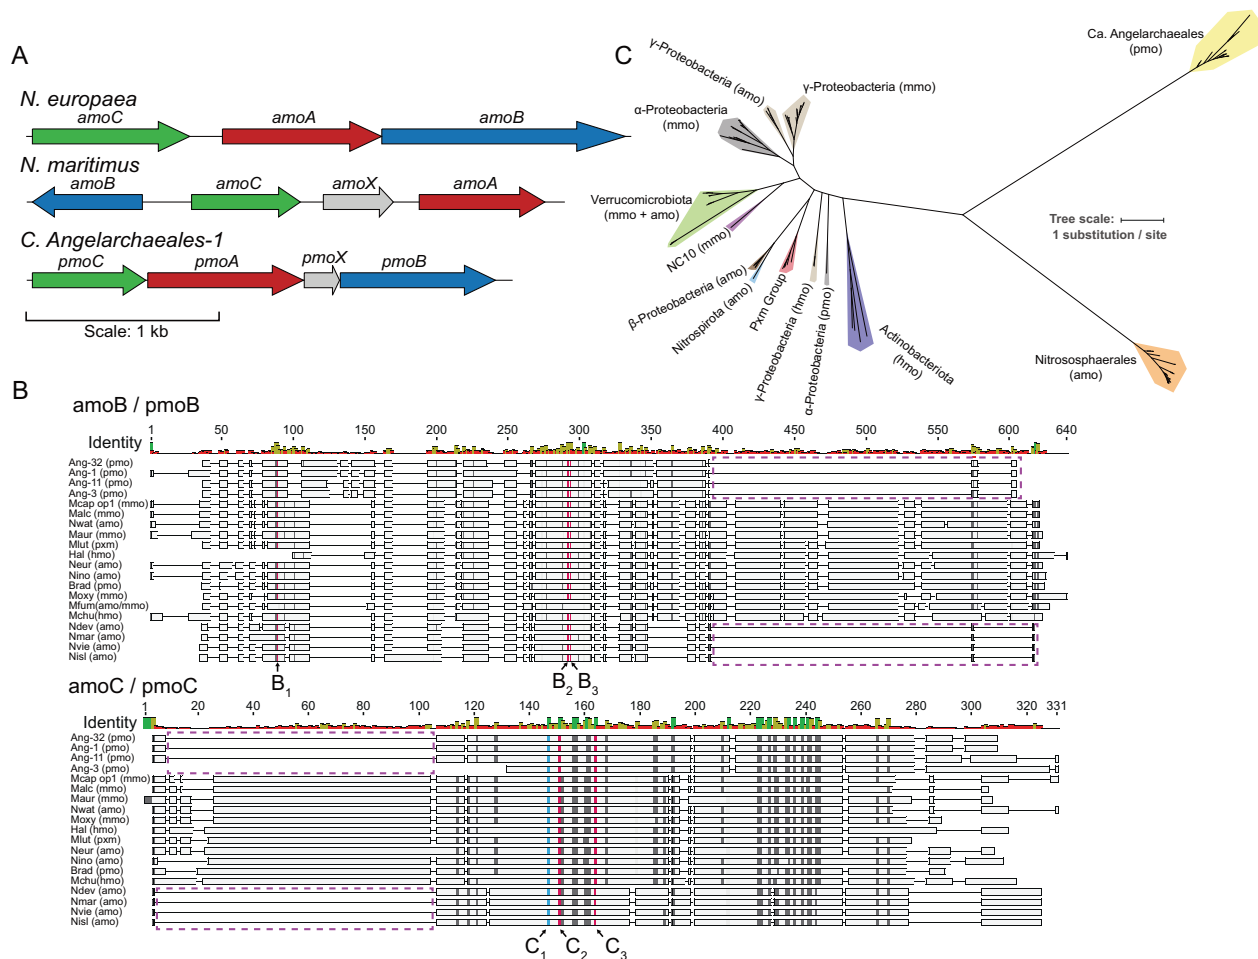 A
N. europaea
amoC amoA amoB
N. maritimus
amoB amoC amoX amoA
C. Angelarchaeales-1
pmoC pmoA pmoX pmoB
Scale: 1 kb
C
Ca. Angelarchaeales
(pmo)
γ-Proteobacteria (amo)
γ-Proteobacteria (mmo)
α-Proteobacteria
(mmo)
Verrucomicrobiota
(mmo + amo)
NC10 (mmo)
β-Proteobacteria (amo)
Nitrospirota (amo)
Pxm Group
γ-Proteobacteria (hmo)
α-Proteobacteria (pmo)
Actinobacteriota
(hmo)
Tree scale:
1 substitution / site
Nitrososphaerales
(amo)
B
amoB / pmoB
1 50 100 150 200 250 300 350 400 450 500 550 600 640
Identity
Ang-32 (pmo)
Ang-1 (pmo)
Ang-11 (pmo)
Ang-3 (pmo)
Mcap op1 (mmo)
Malc (mmo)
Nwat (amo)
Maur (mmo)
Mlut (pxm)
Hal (hmo)
Neur (amo)
Nino (amo)
Brad (pmo)
Moxy (mmo)
Mfum(amo/mmo)
Mchu(hmo)
Ndev (amo)
Nmar (amo)
Nvie (amo)
Nisl (amo)
B1 B2 B3
amoC / pmoC
1 20 40 60 80 100 120 140 160 180 200 220 240 260 280 300 320 331
Identity
Ang-32 (pmo)
Ang-1 (pmo)
Ang-11 (pmo)
Ang-3 (pmo)
Mcap op1 (mmo)
Malc (mmo)
Maur (mmo)
Nwat (amo)
Moxy (mmo)
Hal (hmo)
Mlut (pxm)
Neur (amo)
Nino (amo)
Brad (pmo)
Mchu(hmo)
Ndev (amo)
Nmar (amo)
Nvie (amo)
Nisl (amo)
C1 C2 C3